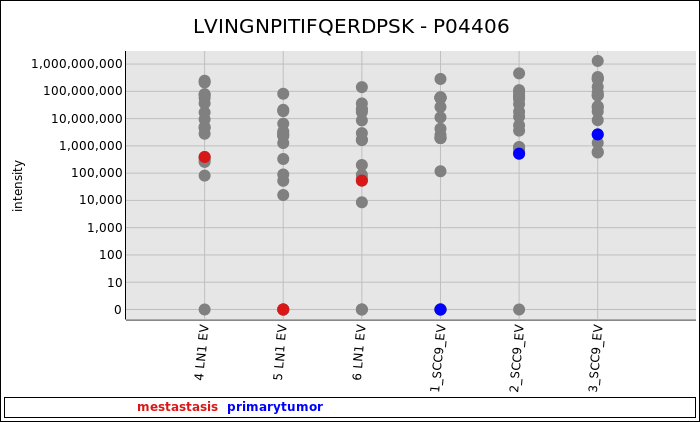 LVINGNPITIFQERDPSK - P04406
1,000,000,000
100,000,000
10,000,000
1,000,000
100,000
10,000
1,000
100
10
0
intensity
4 LN1 EV
5 LN1 EV
6 LN1 EV
1_SCC9_EV
2_SCC9_EV
3_SCC9_EV
mestastasis primarytumor